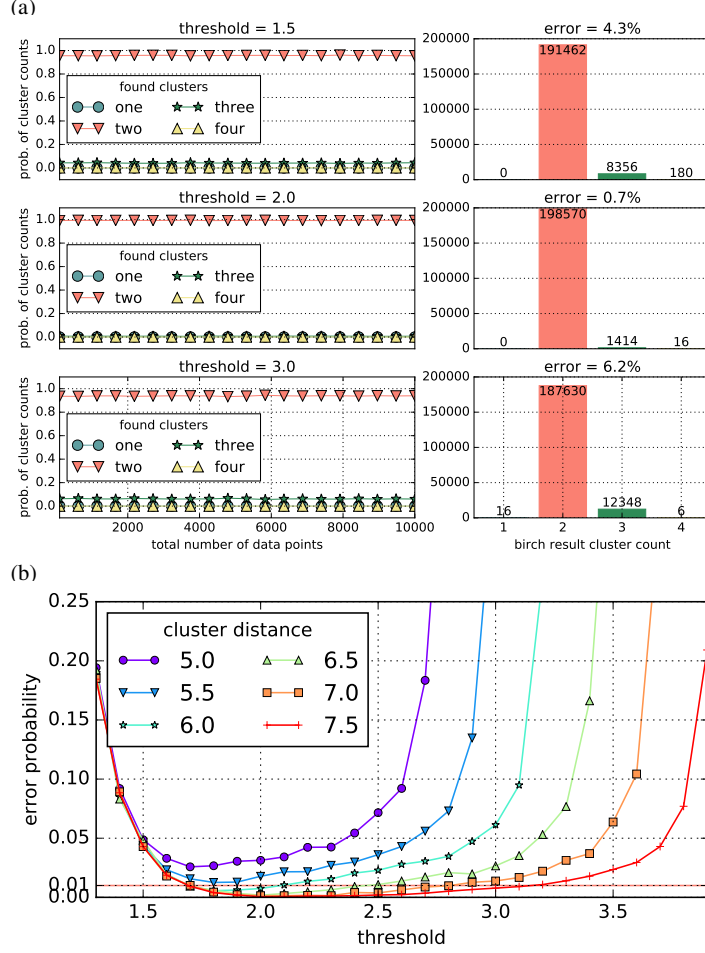 (a)
threshold = 1.5
error = 4.3%
prob. of cluster counts
1.0
0.8
0.6
0.4
0.2
0.0
found clusters
one
three
two
four
200000
150000
100000
50000
0
0
191462
8356
180
threshold = 2.0
error = 0.7%
prob. of cluster counts
1.0
0.8
0.6
0.4
0.2
0.0
found clusters
one
three
two
four
200000
150000
100000
50000
0
0
198570
1414
16
threshold = 3.0
error = 6.2%
prob. of cluster counts
1.0
0.8
0.6
0.4
0.2
0.0
found clusters
one
three
two
four
2000 4000 6000 8000 10000
total number of data points
200000
150000
100000
50000
0
16
187630
12348
6
1 2 3 4
birch result cluster count
(b)
error probability
0.25
0.20
0.15
0.10
0.05
0.01
0.00
cluster distance
5.0 6.5
5.5 7.0
6.0 7.5
1.5 2.0 2.5 3.0 3.5
threshold